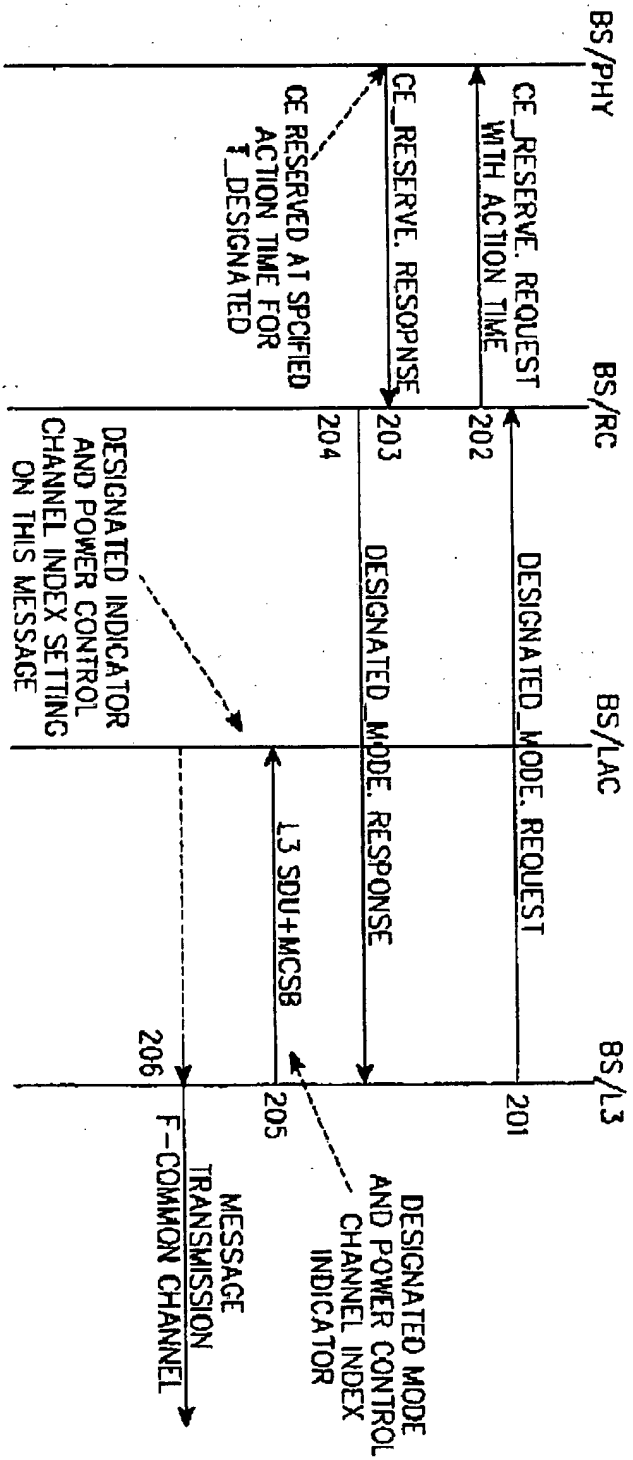 BS/PHY
BS/RC
BS/LAC
BS/L3
DESIGNATED_MODE. REQUEST
201
CE_RESERVE. REQUEST
WITH ACTION TIME
202
CE_RESERVE. RESOPNSE
203
CE RESERVED AT SPCIFIED
ACTION TIME FOR
T_DESIGNATED
204
DESIGNATED_MODE. RESPONSE
DESIGNATED MODE
AND POWER CONTROL
CHANNEL INDEX
INDICATOR
L3 SDU+MCSB
205
DESIGNATED INDICATOR
AND POWER CONTROL
CHANNEL INDEX SETTING
ON THIS MESSAGE
206
MESSAGE
TRANSMISSION
F-COMMON CHANNEL